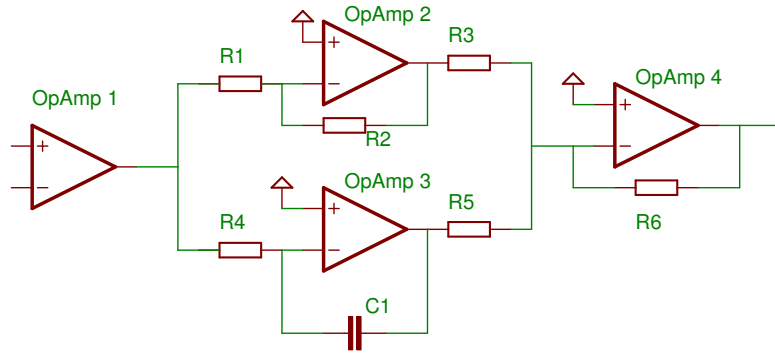 OpAmp 1
R1
OpAmp 2
+
−
R2
R3
+
−
R4
OpAmp 3
+
−
C1
R5
OpAmp 4
+
−
R6